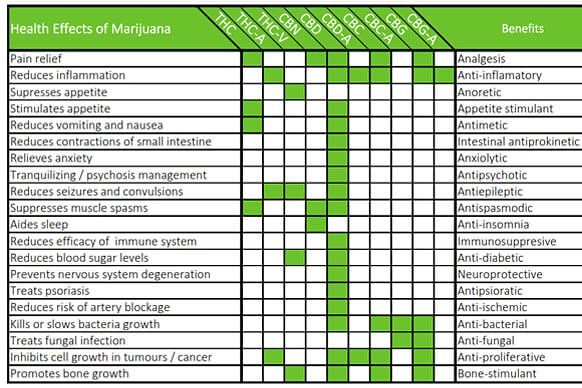 Health Effects of Marijuana THC THC-A THC-V CBN CBD CBD-A CBC CBC-A CBG CBG-A Benefits
Pain relief Analgesis
Reduces inflammation Anti-inflamatory
Supresses appetite Anoretic
Stimulates appetite Appetite stimulant
Reduces vomiting and nausea Antimetic
Reduces contractions of small intestine Intestinal antiprokinetic
Relieves anxiety Anxiolytic
Tranquilizing / psychosis management Antipsychotic
Reduces seizures and convulsions Antiepileptic
Suppresses muscle spasms Antispasmodic
Aides sleep Anti-insomnia
Reduces efficacy of immune system Immunosuppresive
Reduces blood sugar levels Anti-diabetic
Prevents nervous system degeneration Neuroprotective
Treats psoriasis Antipsioratic
Reduces risk of artery blockage Anti-ischemic
Kills or slows bacteria growth Anti-bacterial
Treats fungal infection Anti-fungal
Inhibits cell growth in tumours / cancer Anti-proliferative
Promotes bone growth Bone-stimulant